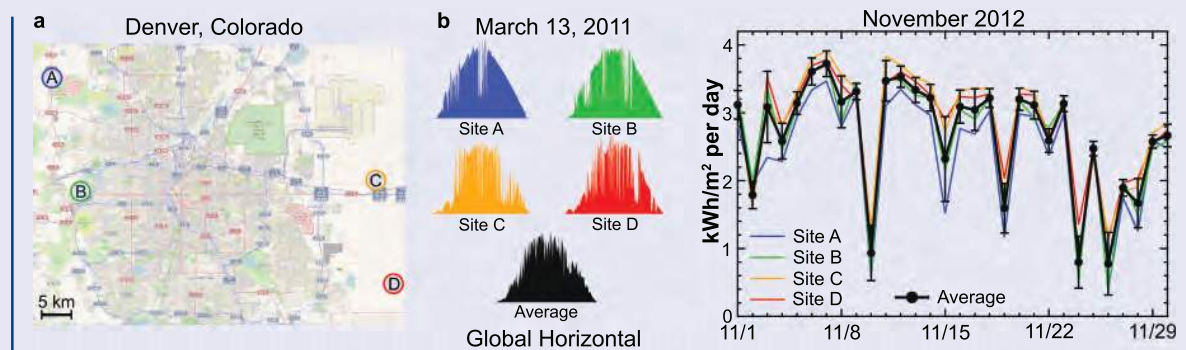 a
Denver, Colorado
A
B
C
D
5 km
b
March 13, 2011
Site A
Site B
Site C
Site D
Average
Global Horizontal
November 2012
kWh/m² per day
4
3
2
1
0
Site A
Site B
Site C
Site D
Average
11/1
11/8
11/15
11/22
11/29